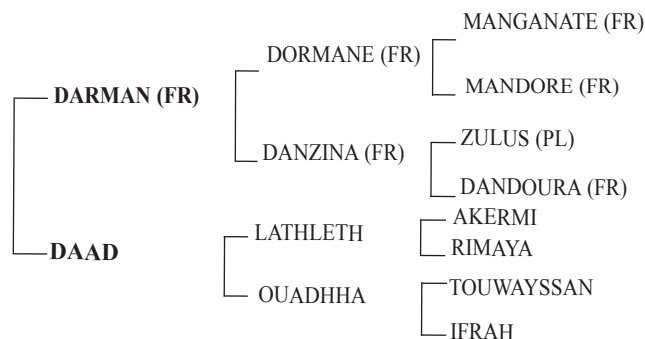 MANGANATE (FR)
DORMANE (FR)
MANDORE (FR)
DARMAN (FR)
ZULUS (PL)
DANZINA (FR)
DANDOURA (FR)
AKERMI
LATHLETH
RIMAYA
DAAD
TOUWAYSSAN
OUADHHA
IFRAH